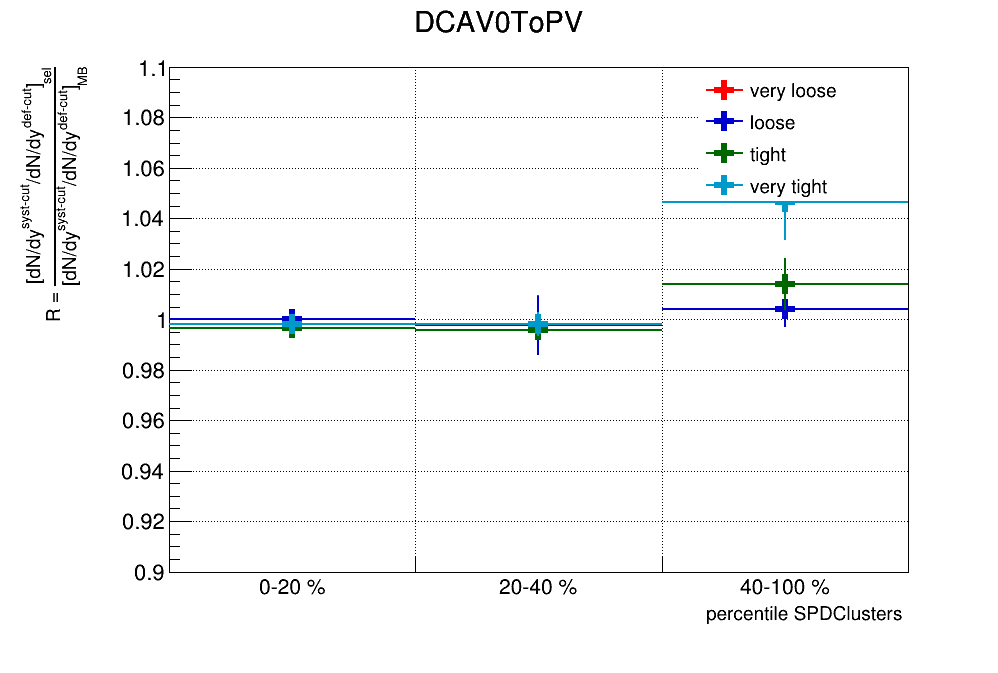 DCAV0ToPV
R = [dN/dy^syst-cut/dN/dy^def-cut]_sel
[dN/dy^syst-cut/dN/dy^def-cut]_MB
1.1
1.08
1.06
1.04
1.02
1
0.98
0.96
0.94
0.92
0.9
very loose
loose
tight
very tight
0-20 % 20-40 % 40-100 %
percentile SPDClusters